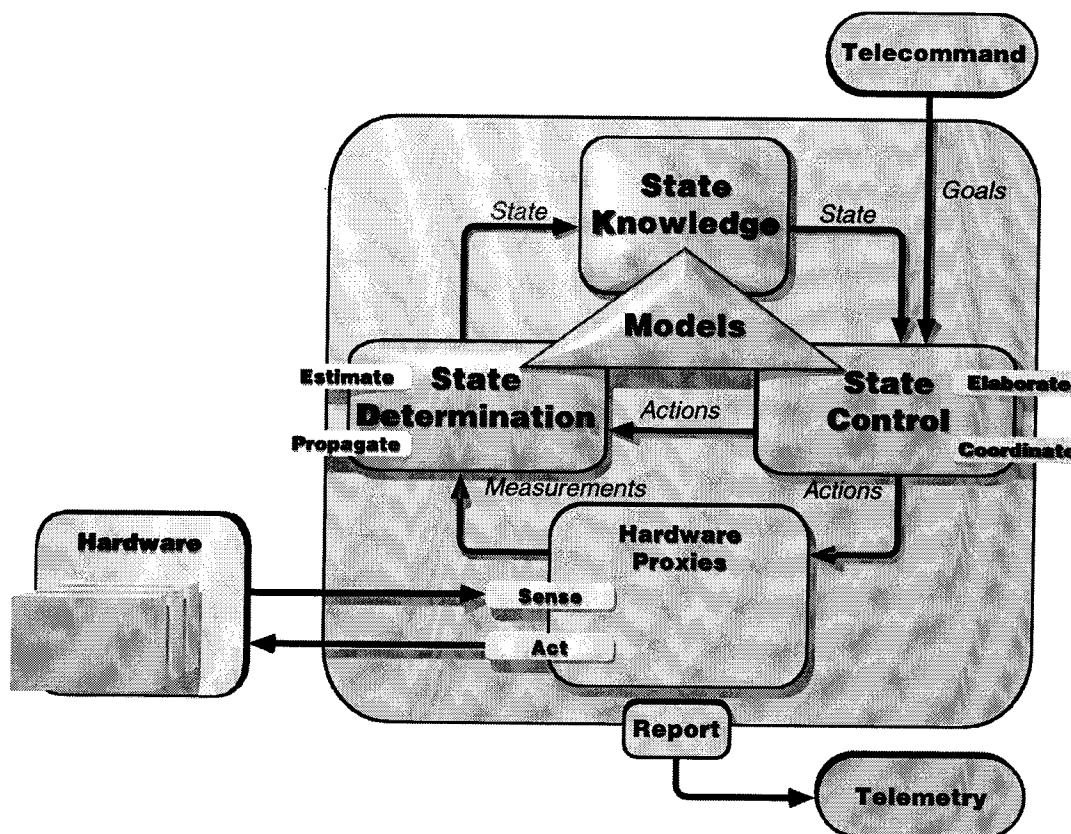 Telecommand
State
Knowledge
State
State
Goals
Models
Estimate
State
Determination
Propagate
Actions
State
Control
Elaborate
Coordinate
Measurements
Actions
Hardware
Hardware
Proxies
Sense
Act
Report
Telemetry